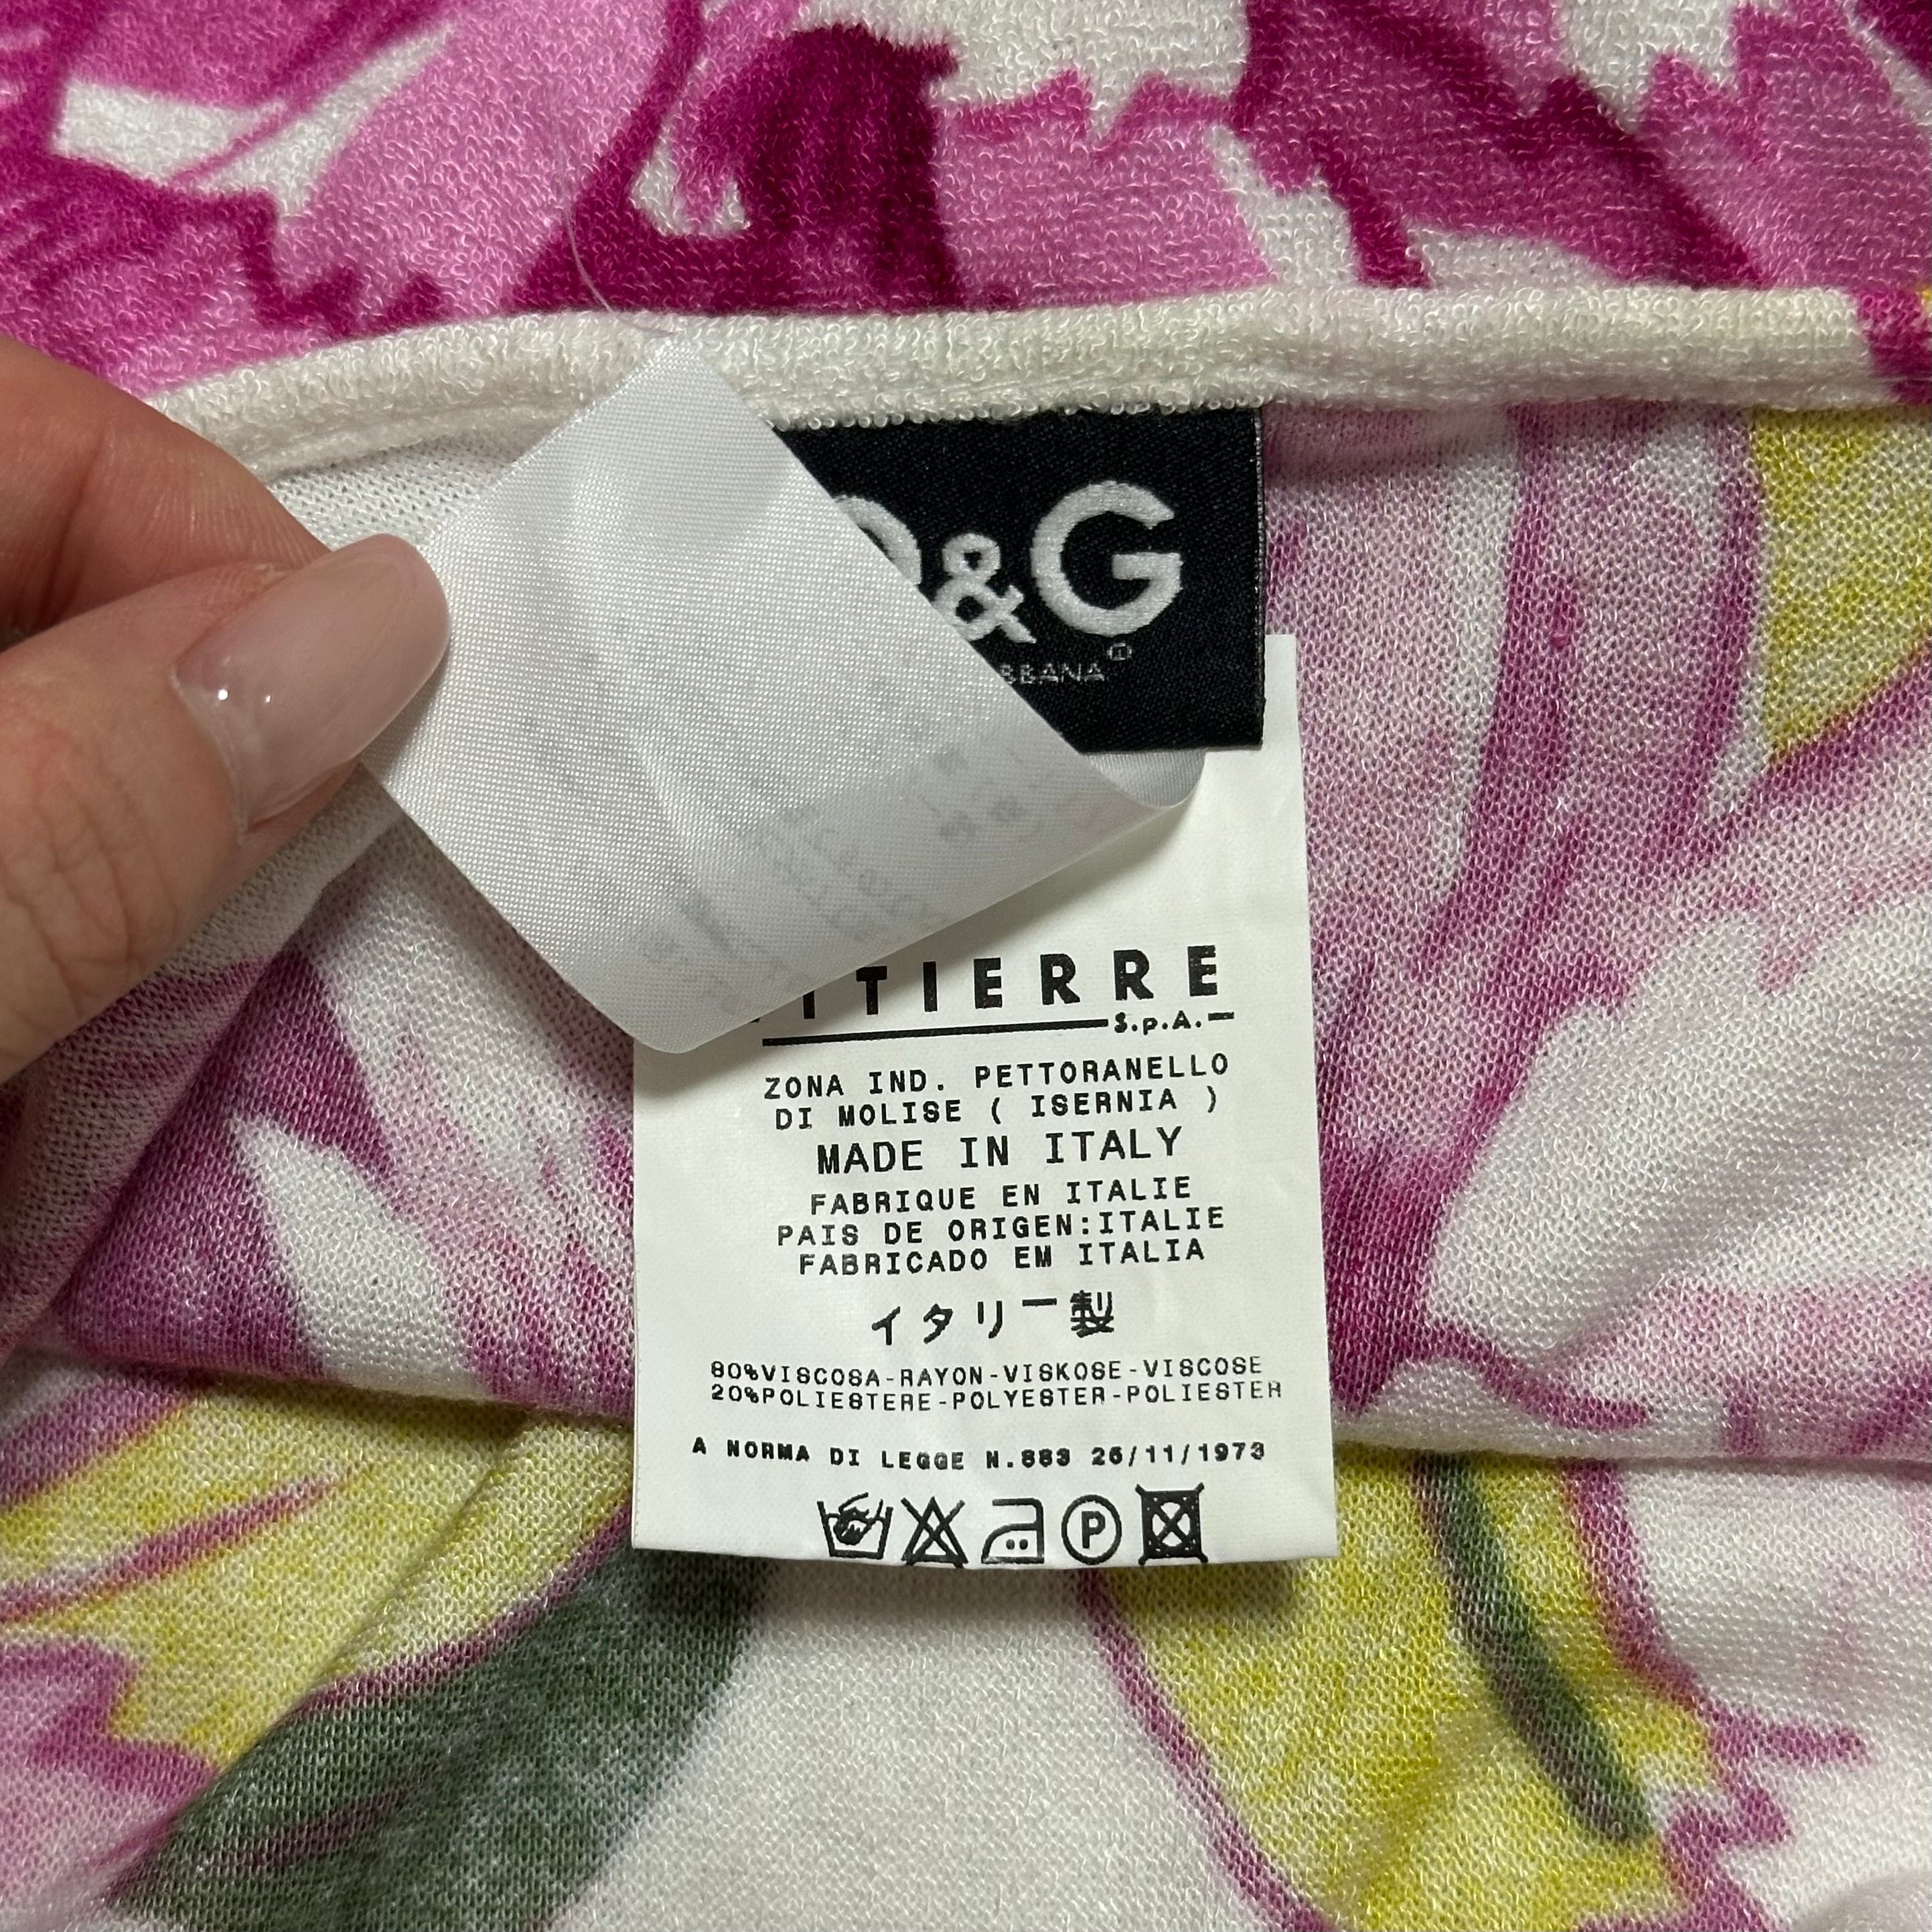 &G
BBANA
ITTIERRE
S.p.A.
ZONA IND. PETTORANELLO
DI MOLISE ( ISERNIA )
MADE IN ITALY
FABRIQUE EN ITALIE
PAIS DE ORIGEN:ITALIE
FABRICADO EM ITALIA
イタリー製
80%VISCOSA-RAYON-VISKOSE-VISCOSE
20%POLIESTERE-POLYESTER-POLIESTER
A NORMA DI LEGGE N.883 26/11/1973
P